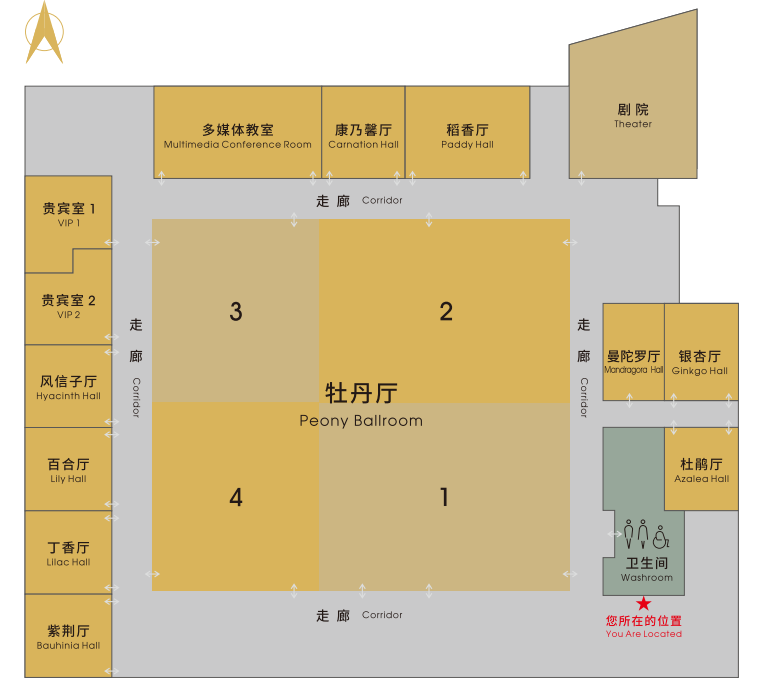 剧 院
Theater
多媒体教室
Multimedia Conference Room
康乃馨厅
Carnation Hall
稻香厅
Paddy Hall
走 廊 Corridor
贵宾室 1
VIP 1
贵宾室 2
VIP 2
风信子厅
Hyacinth Hall
百合厅
Lily Hall
丁香厅
Lilac Hall
紫荆厅
Bauhinia Hall
走
廊
Corridor
3
2
牡丹厅
Peony Ballroom
4
1
走
廊
Corridor
曼陀罗厅
Mandragora Hall
银杏厅
Ginkgo Hall
杜鹃厅
Azalea Hall
卫生间
Washroom
走 廊 Corridor
您所在的位置
You Are Located